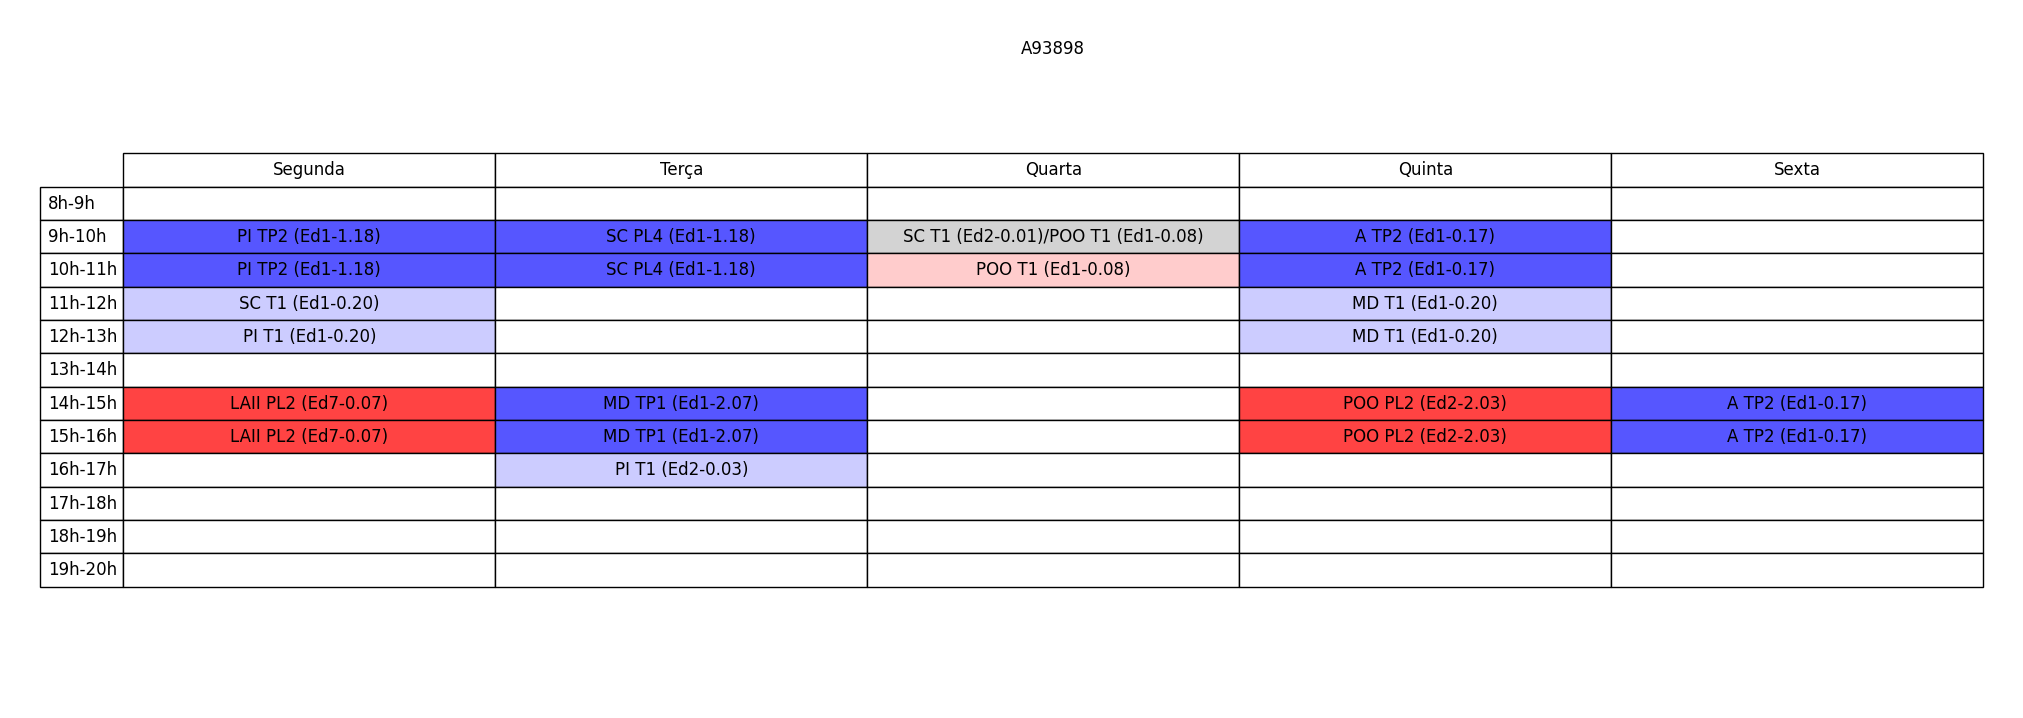 A93898
Segunda Terça Quarta Quinta Sexta
8h-9h
9h-10h PI TP2 (Ed1-1.18) SC PL4 (Ed1-1.18) SC T1 (Ed2-0.01)/POO T1 (Ed1-0.08) A TP2 (Ed1-0.17)
10h-11h PI TP2 (Ed1-1.18) SC PL4 (Ed1-1.18) POO T1 (Ed1-0.08) A TP2 (Ed1-0.17)
11h-12h SC T1 (Ed1-0.20) MD T1 (Ed1-0.20)
12h-13h PI T1 (Ed1-0.20) MD T1 (Ed1-0.20)
13h-14h
14h-15h LAII PL2 (Ed7-0.07) MD TP1 (Ed1-2.07) POO PL2 (Ed2-2.03) A TP2 (Ed1-0.17)
15h-16h LAII PL2 (Ed7-0.07) MD TP1 (Ed1-2.07) POO PL2 (Ed2-2.03) A TP2 (Ed1-0.17)
16h-17h PI T1 (Ed2-0.03)
17h-18h
18h-19h
19h-20h